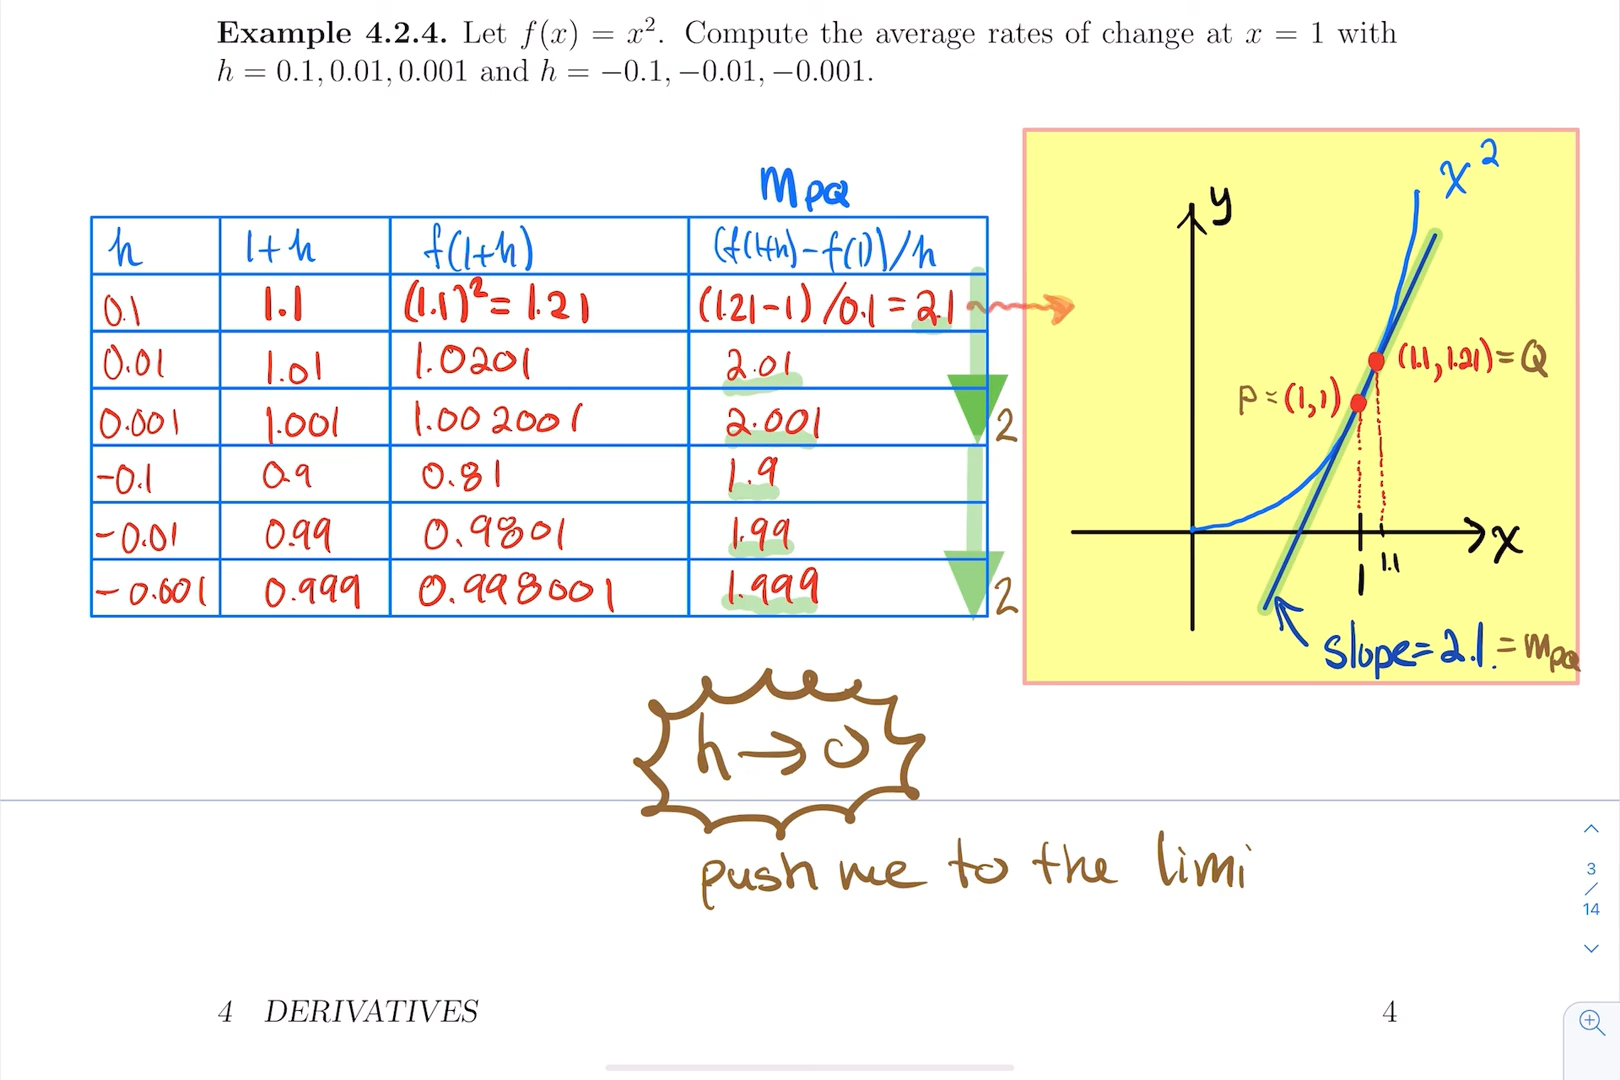 Example 4.2.4. Let f(x) = x². Compute the average rates of change at x = 1 with
h = 0.1, 0.01, 0.001 and h = −0.1, −0.01, −0.001.
mPQ
h 1+h f(1+h) (f(1+h)−f(1))/h
0.1 1.1 (1.1)²= 1.21 (1.21−1)/0.1 = 2.1
0.01 1.01 1.0201 2.01
0.001 1.001 1.002001 2.001
2
−0.1 0.9 0.81 1.9
−0.01 0.99 0.9801 1.99
−0.001 0.999 0.998001 1.999
2
x²
y
(1.1, 1.21) = Q
P = (1,1)
x
1 1.1
slope = 2.1. = mPQ
h → 0
push me to the limi
3
/
14
4 DERIVATIVES 4